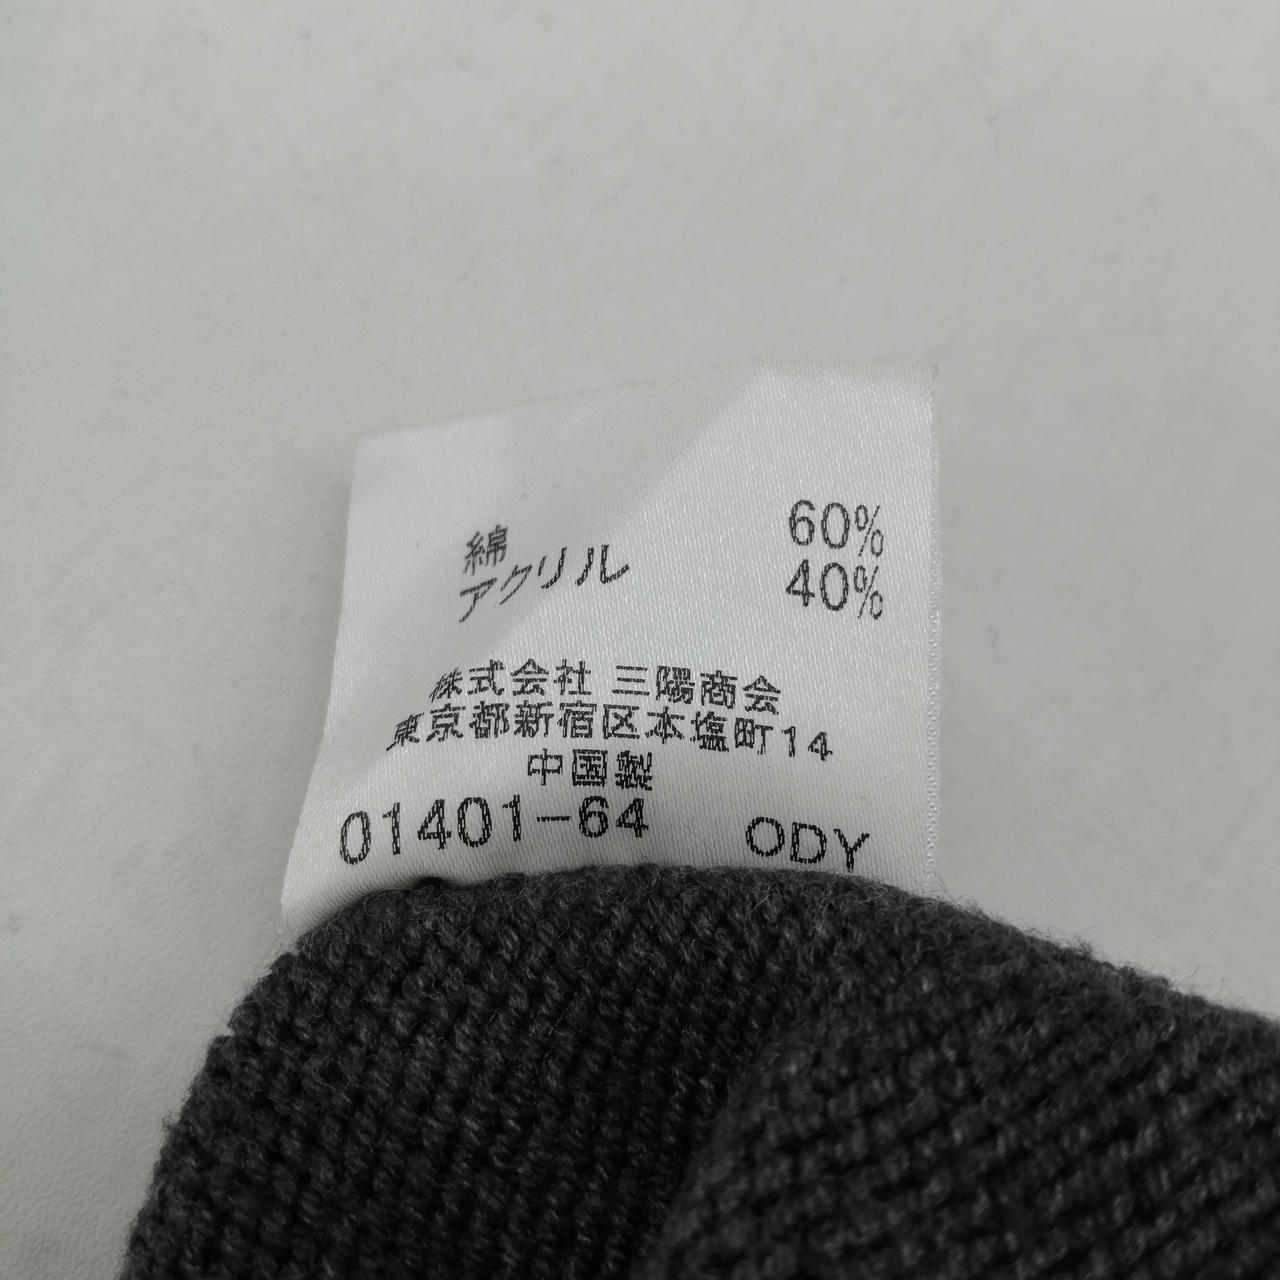 綿 60%
アクリル 40%
株式会社 三陽商会
東京都新宿区本塩町14
中国製
01401-64 ODY